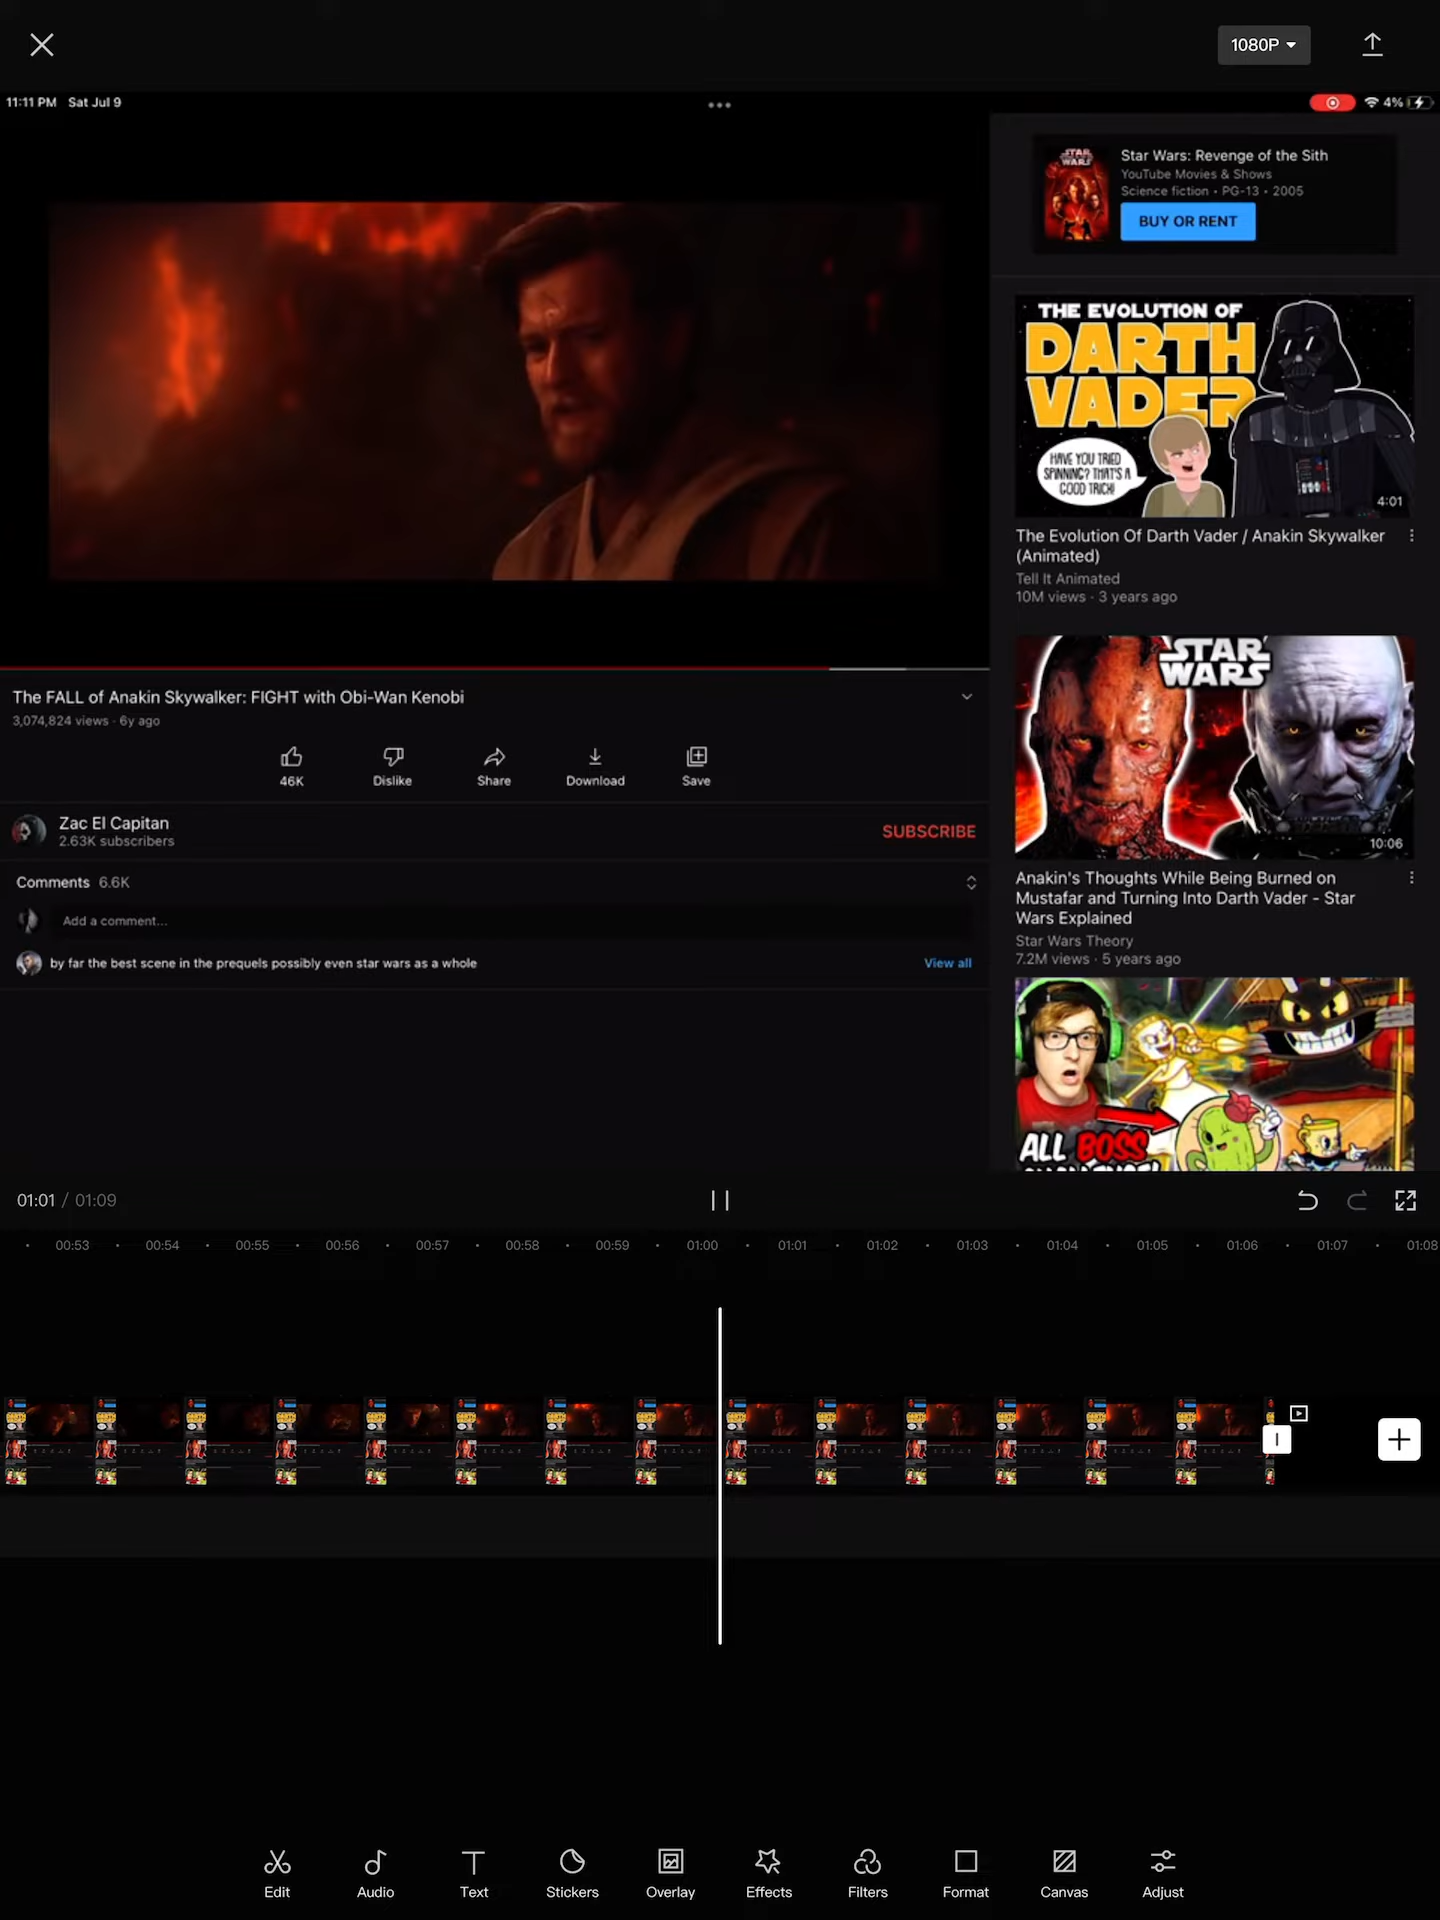 1080P
11:11 PM Sat Jul 9
4%
STAR WARS
Star Wars: Revenge of the Sith
YouTube Movies & Shows
Science fiction • PG-13 • 2005
BUY OR RENT
THE EVOLUTION OF
DARTH
VADER
HAVE YOU TRIED
SPINNING? THAT'S A
GOOD TRICK!
4:01
The Evolution Of Darth Vader / Anakin Skywalker
(Animated)
Tell It Animated
10M views · 3 years ago
STAR
WARS
10:06
Anakin's Thoughts While Being Burned on
Mustafar and Turning Into Darth Vader - Star
Wars Explained
Star Wars Theory
7.2M views · 5 years ago
ALL BOSS
The FALL of Anakin Skywalker: FIGHT with Obi-Wan Kenobi
3,074,824 views · 6y ago
46K
Dislike
Share
Download
Save
Zac El Capitan
2.63K subscribers
SUBSCRIBE
Comments 6.6K
Add a comment...
by far the best scene in the prequels possibly even star wars as a whole
View all
01:01 / 01:09
00:53 00:54 00:55 00:56 00:57 00:58 00:59 01:00 01:01 01:02 01:03 01:04 01:05 01:06 01:07 01:08
Edit
Audio
Text
Stickers
Overlay
Effects
Filters
Format
Canvas
Adjust